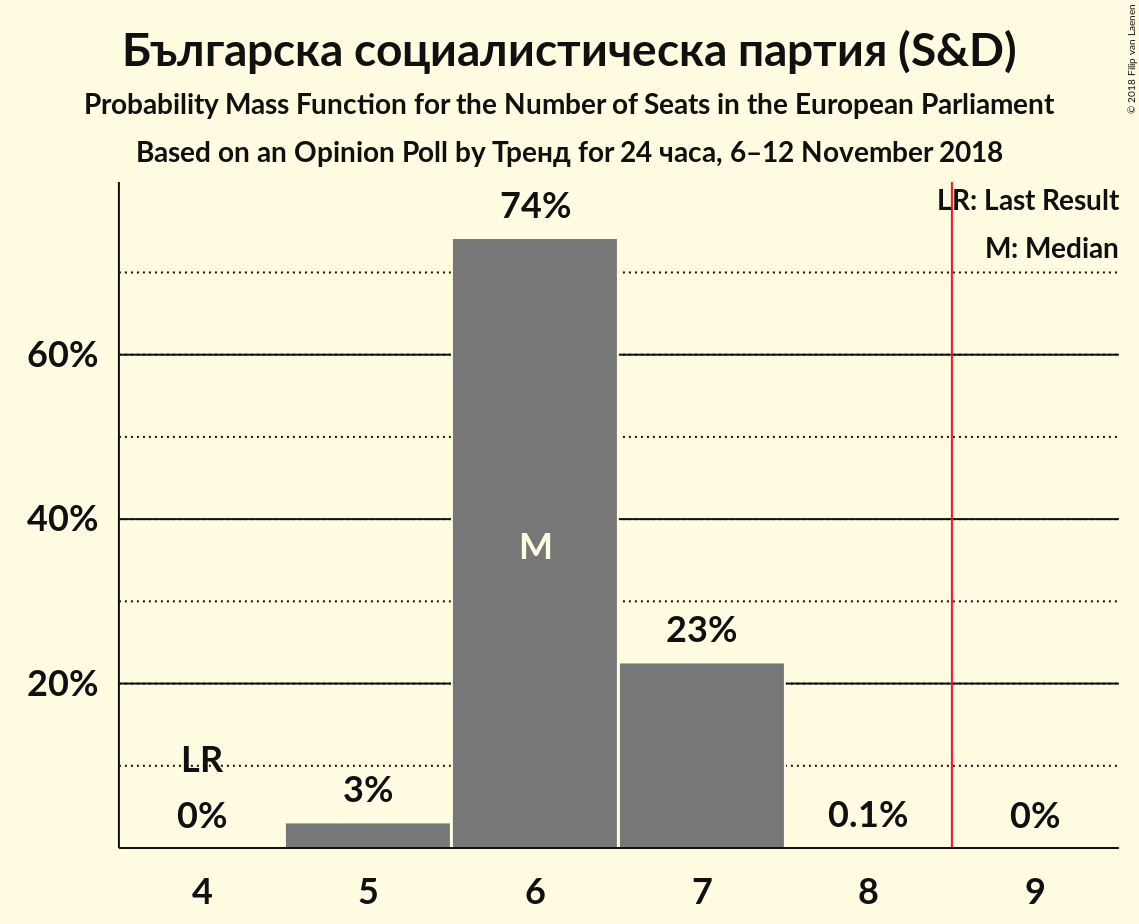 Българска социалистическа партия (S&D)
Probability Mass Function for the Number of Seats in the European Parliament
Based on an Opinion Poll by Тренд for 24 часа, 6–12 November 2018
© 2018 Filip van Laenen
LR: Last Result
M: Median
74%
60%
40%
M
23%
20%
LR
3%
0%
0.1%
0%
4 5 6 7 8 9